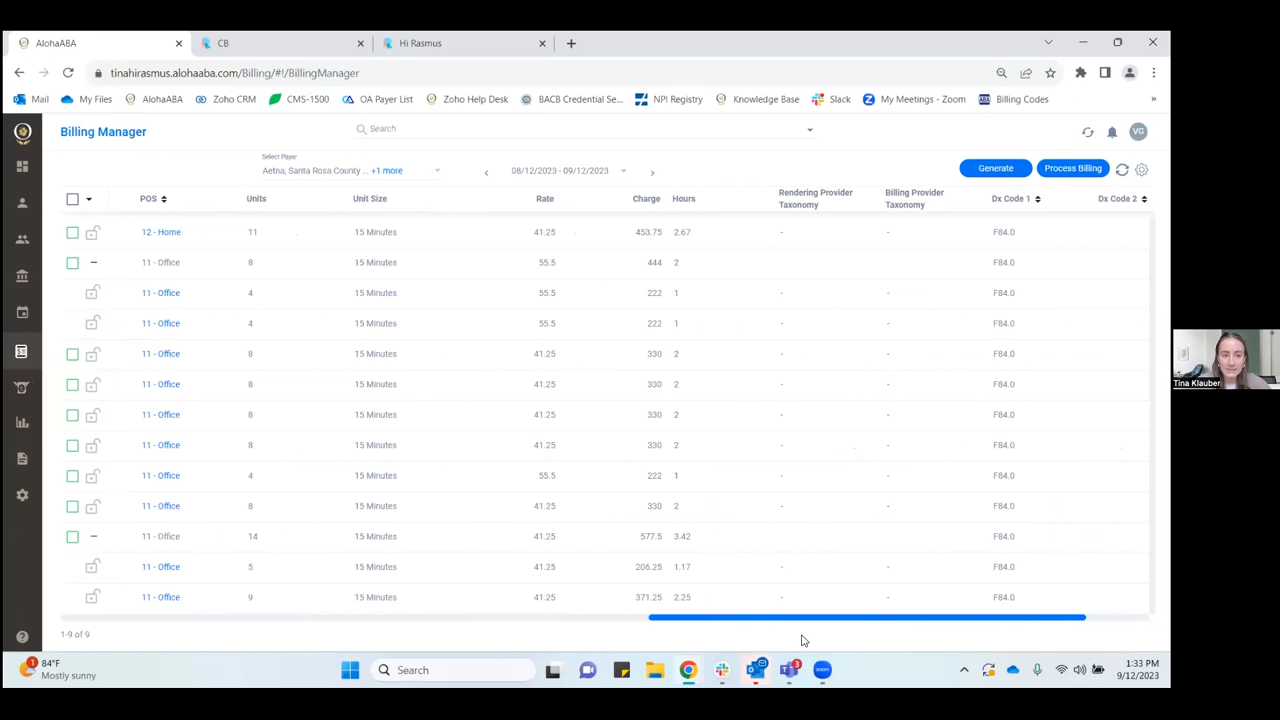 AlohaABA
CB
Hi Rasmus
tinahirasmus.alohaaba.com/Billing/#!/BillingManager
Mail
My Files
AlohaABA
Zoho CRM
CMS-1500
OA Payer List
Zoho Help Desk
BACB Credential Se...
NPI Registry
Knowledge Base
Slack
My Meetings - Zoom
Billing Codes
»
Billing Manager
Search
VG
Select Payer
Aetna, Santa Rosa County ... +1 more
08/12/2023 - 09/12/2023
Generate
Process Billing
POS Units Unit Size Rate Charge Hours Rendering Provider Taxonomy Billing Provider Taxonomy Dx Code 1 Dx Code 2
12 - Home 11 15 Minutes 41.25 453.75 2.67 - - F84.0
11 - Office 8 15 Minutes 55.5 444 2 F84.0
11 - Office 4 15 Minutes 55.5 222 1 - - F84.0
11 - Office 4 15 Minutes 55.5 222 1 - - F84.0
11 - Office 8 15 Minutes 41.25 330 2 - - F84.0
11 - Office 8 15 Minutes 41.25 330 2 - - F84.0
11 - Office 8 15 Minutes 41.25 330 2 - - F84.0
11 - Office 8 15 Minutes 41.25 330 2 - - F84.0
11 - Office 4 15 Minutes 55.5 222 1 - - F84.0
11 - Office 8 15 Minutes 41.25 330 2 - - F84.0
11 - Office 14 15 Minutes 41.25 577.5 3.42 F84.0
11 - Office 5 15 Minutes 41.25 206.25 1.17 - - F84.0
11 - Office 9 15 Minutes 41.25 371.25 2.25 - - F84.0
1-9 of 9
Tina Klauber
1
84°F
Mostly sunny
Search
3
zoom
1:33 PM
9/12/2023